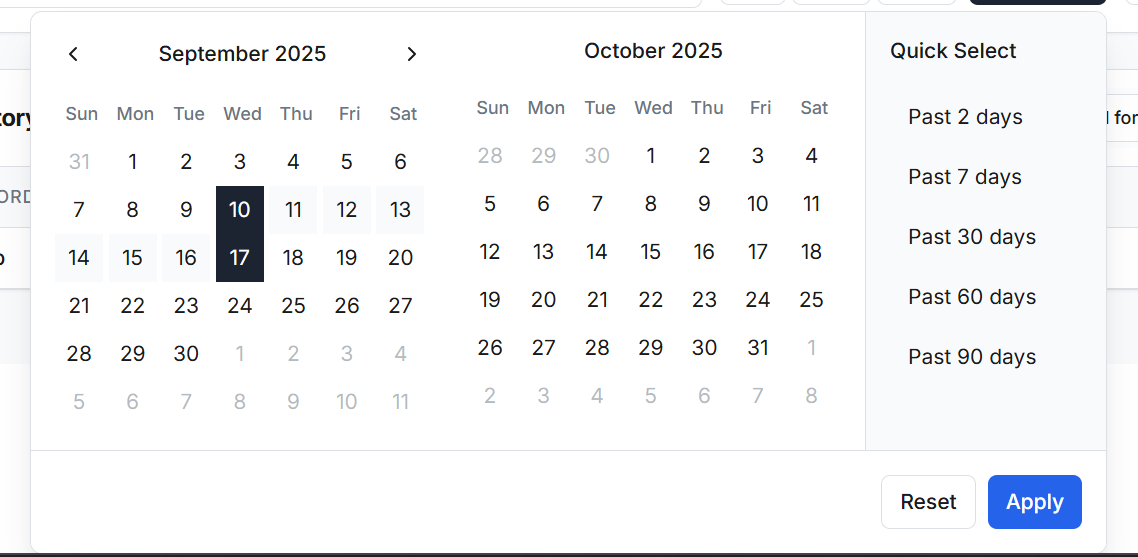 September 2025
Sun Mon Tue Wed Thu Fri Sat
31 1 2 3 4 5 6
7 8 9 10 11 12 13
14 15 16 17 18 19 20
21 22 23 24 25 26 27
28 29 30 1 2 3 4
5 6 7 8 9 10 11
October 2025
Sun Mon Tue Wed Thu Fri Sat
28 29 30 1 2 3 4
5 6 7 8 9 10 11
12 13 14 15 16 17 18
19 20 21 22 23 24 25
26 27 28 29 30 31 1
2 3 4 5 6 7 8
Quick Select
Past 2 days
Past 7 days
Past 30 days
Past 60 days
Past 90 days
Reset Apply